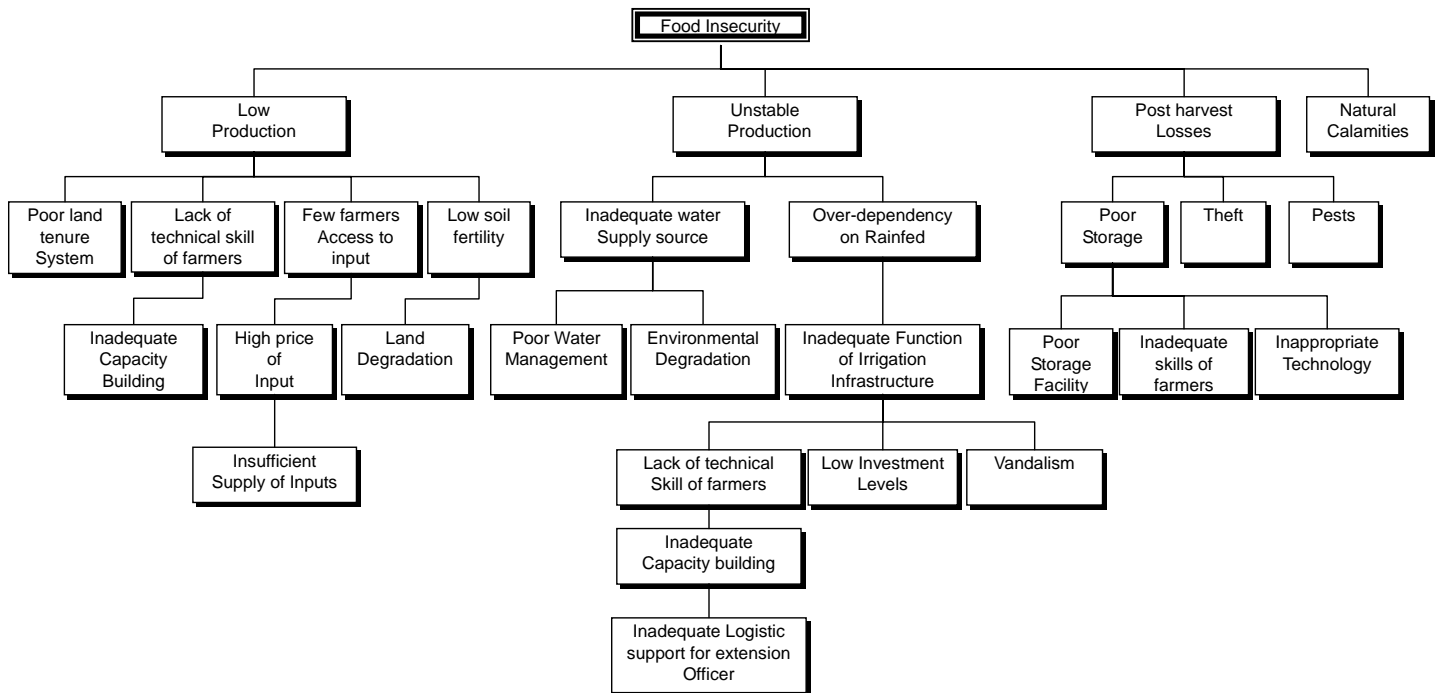 Food Insecurity
Low
Production
Unstable
Production
Post harvest
Losses
Natural
Calamities
Poor land
tenure
System
Lack of
technical skill
of farmers
Few farmers
Access to
input
Low soil
fertility
Inadequate water
Supply source
Over-dependency
on Rainfed
Poor
Storage
Theft
Pests
Inadequate
Capacity
Building
High price
of
Input
Land
Degradation
Poor Water
Management
Environmental
Degradation
Inadequate Function
of Irrigation
Infrastructure
Poor
Storage
Facility
Inadequate
skills of
farmers
Inappropriate
Technology
Insufficient
Supply of Inputs
Lack of technical
Skill of farmers
Low Investment
Levels
Vandalism
Inadequate
Capacity building
Inadequate Logistic
support for extension
Officer